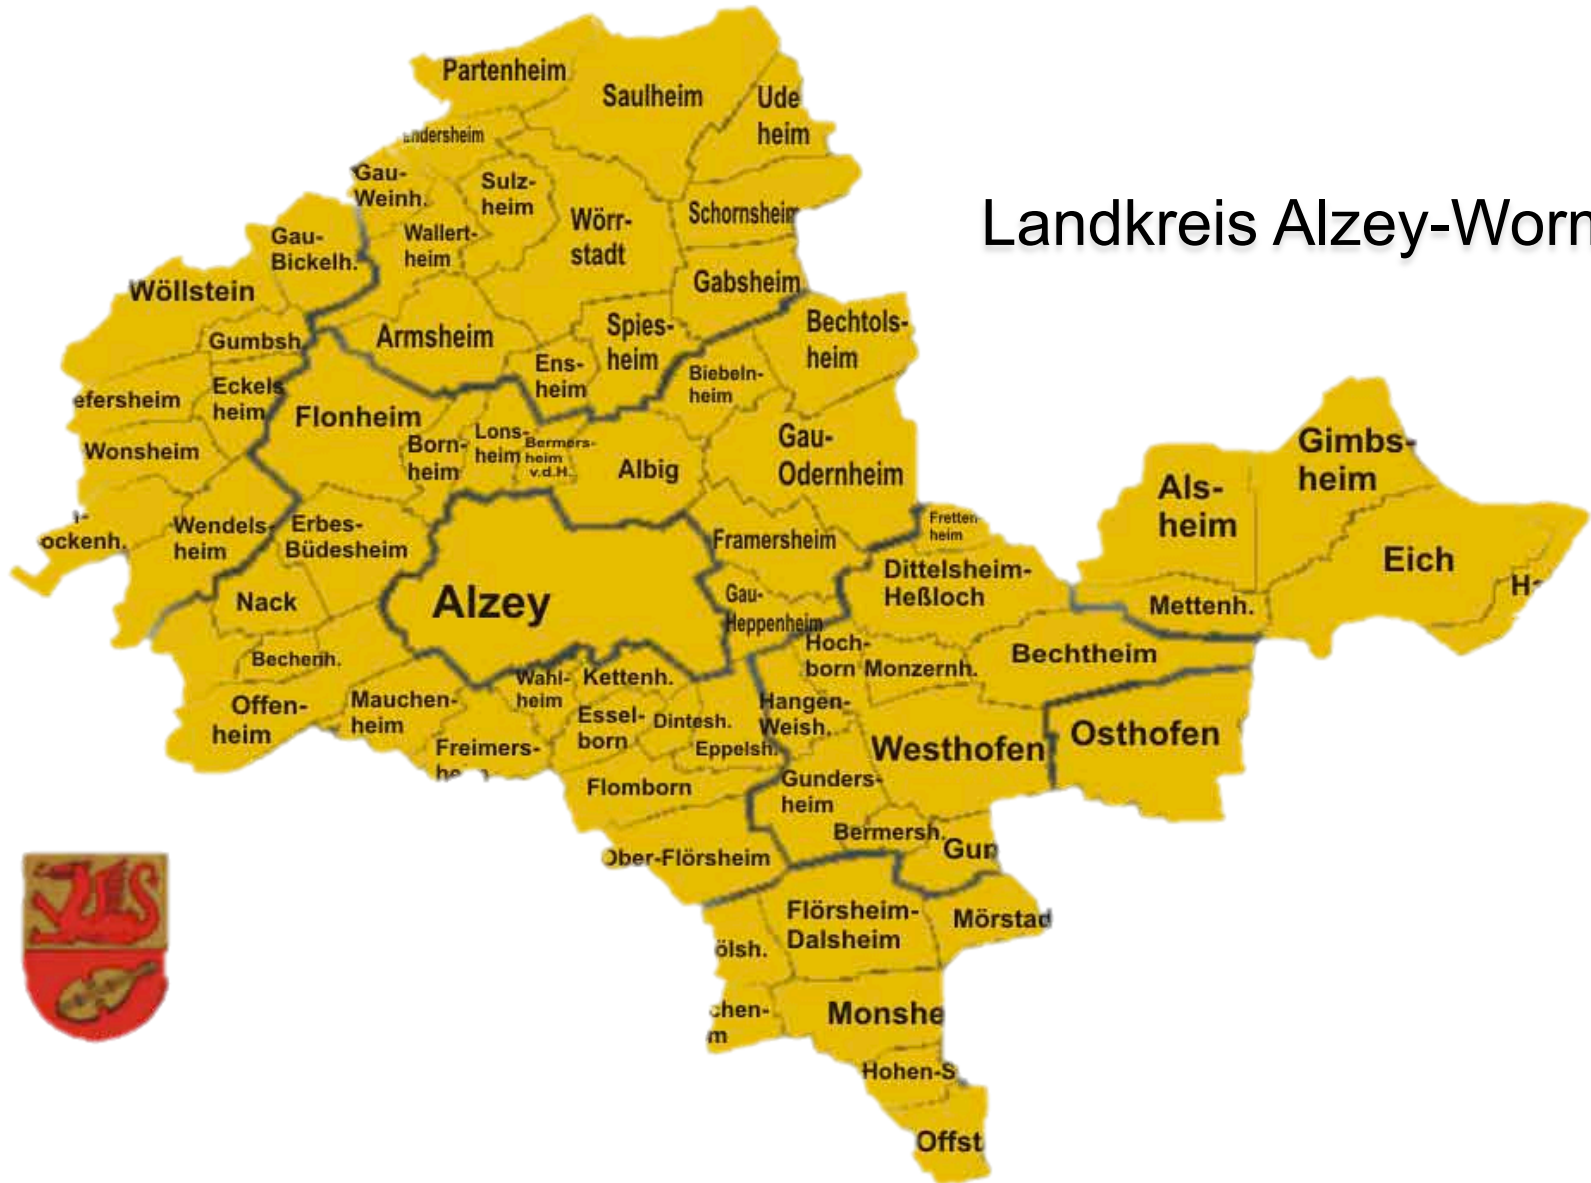 Landkreis Alzey-Worm
Partenheim
Saulheim
Ude
heim
ndersheim
Gau-
Weinh.
Sulz-
heim
Wörr-
stadt
Schornsheim
Wallert-
heim
Gau-
Bickelh.
Gabsheim
Wöllstein
Gumbsh.
Armsheim
Spies-
heim
Bechtols-
heim
Ens-
heim
Biebeln-
heim
efersheim
Eckels
heim
Flonheim
Wonsheim
Born-
heim
Lons-
heim
Bermers-
heim
v.d.H.
Albig
Gau-
Odernheim
Gimbs-
heim
Als-
heim
ockenh.
Wendels-
heim
Erbes-
Büdesheim
Framersheim
Fretten-
heim
Dittelsheim-
Heßloch
Eich
H
Nack
Alzey
Gau-
Heppenheim
Mettenh.
Bechenh.
Hoch-
born
Monzernh.
Bechtheim
Offen-
heim
Mauchen-
heim
Wahl-
heim
Kettenh.
Freimers-
heim
Essel-
born
Dintesh.
Eppelsh.
Hangen-
Weish.
Westhofen
Osthofen
Flomborn
Gunders-
heim
Bermersh.
Gun
Ober-Flörsheim
Flörsheim-
Dalsheim
Mörstad
ölsh.
chen-
m
Monshe
Hohen-S
Offst